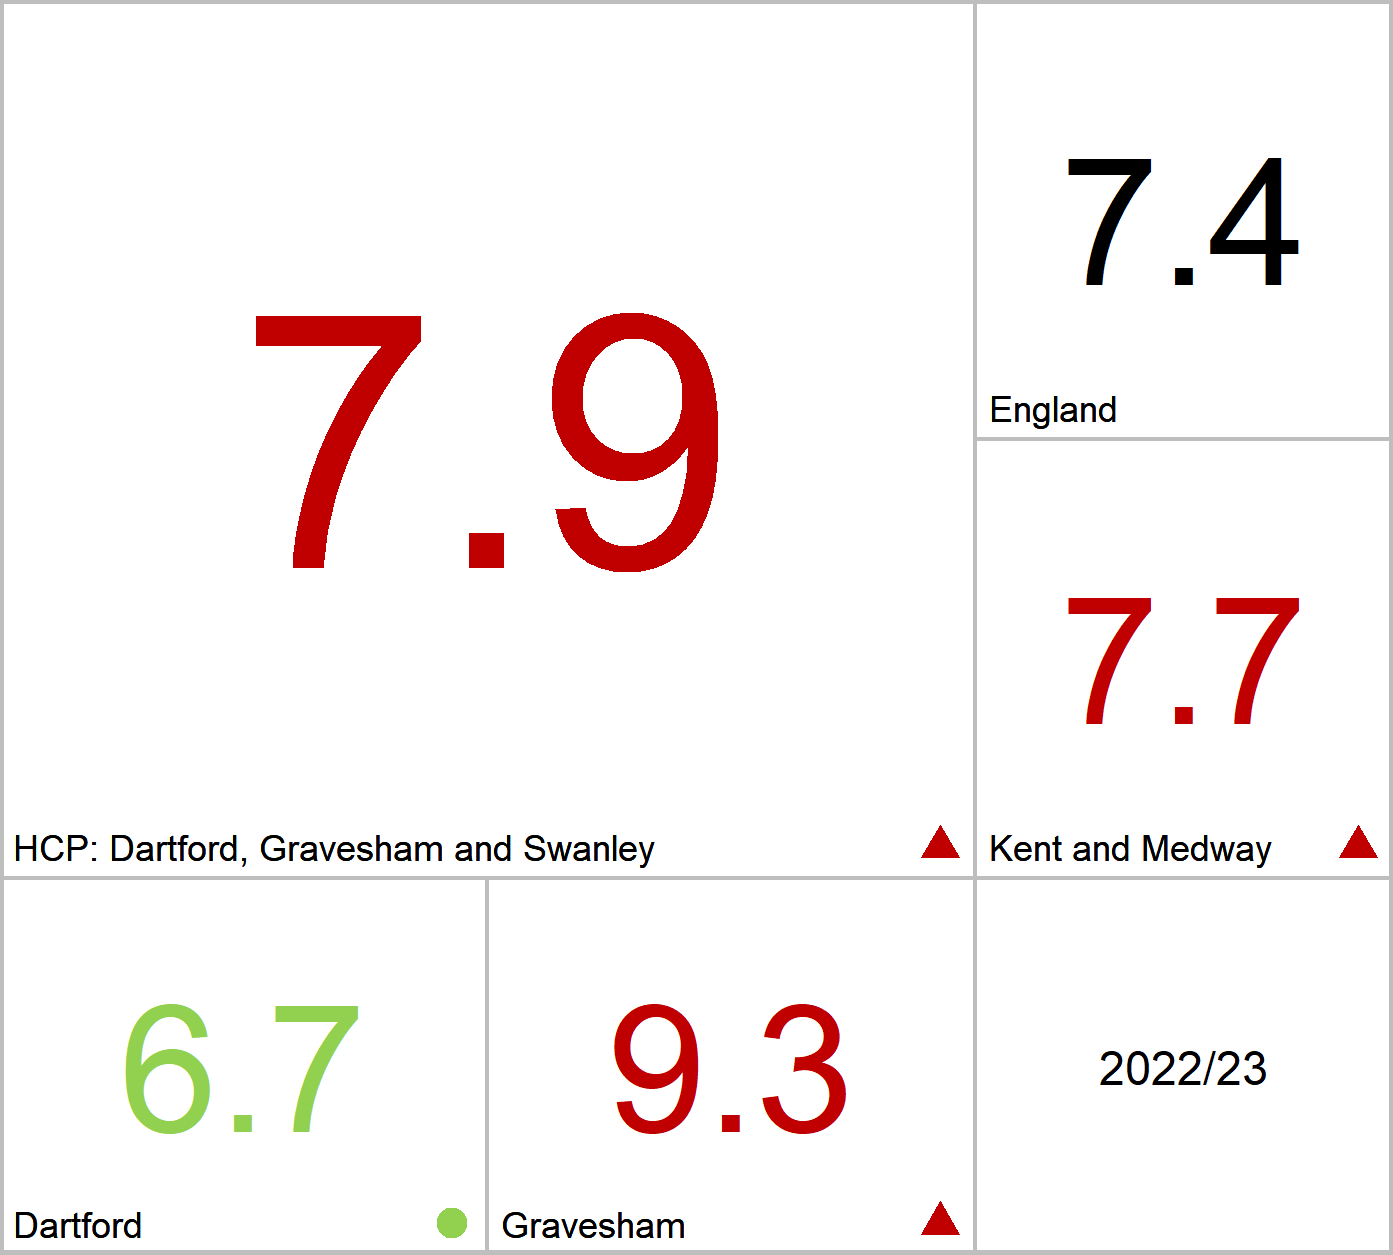 7.9
HCP: Dartford, Gravesham and Swanley
7.4
England
7.7
Kent and Medway
6.7
Dartford
9.3
Gravesham
2022/23